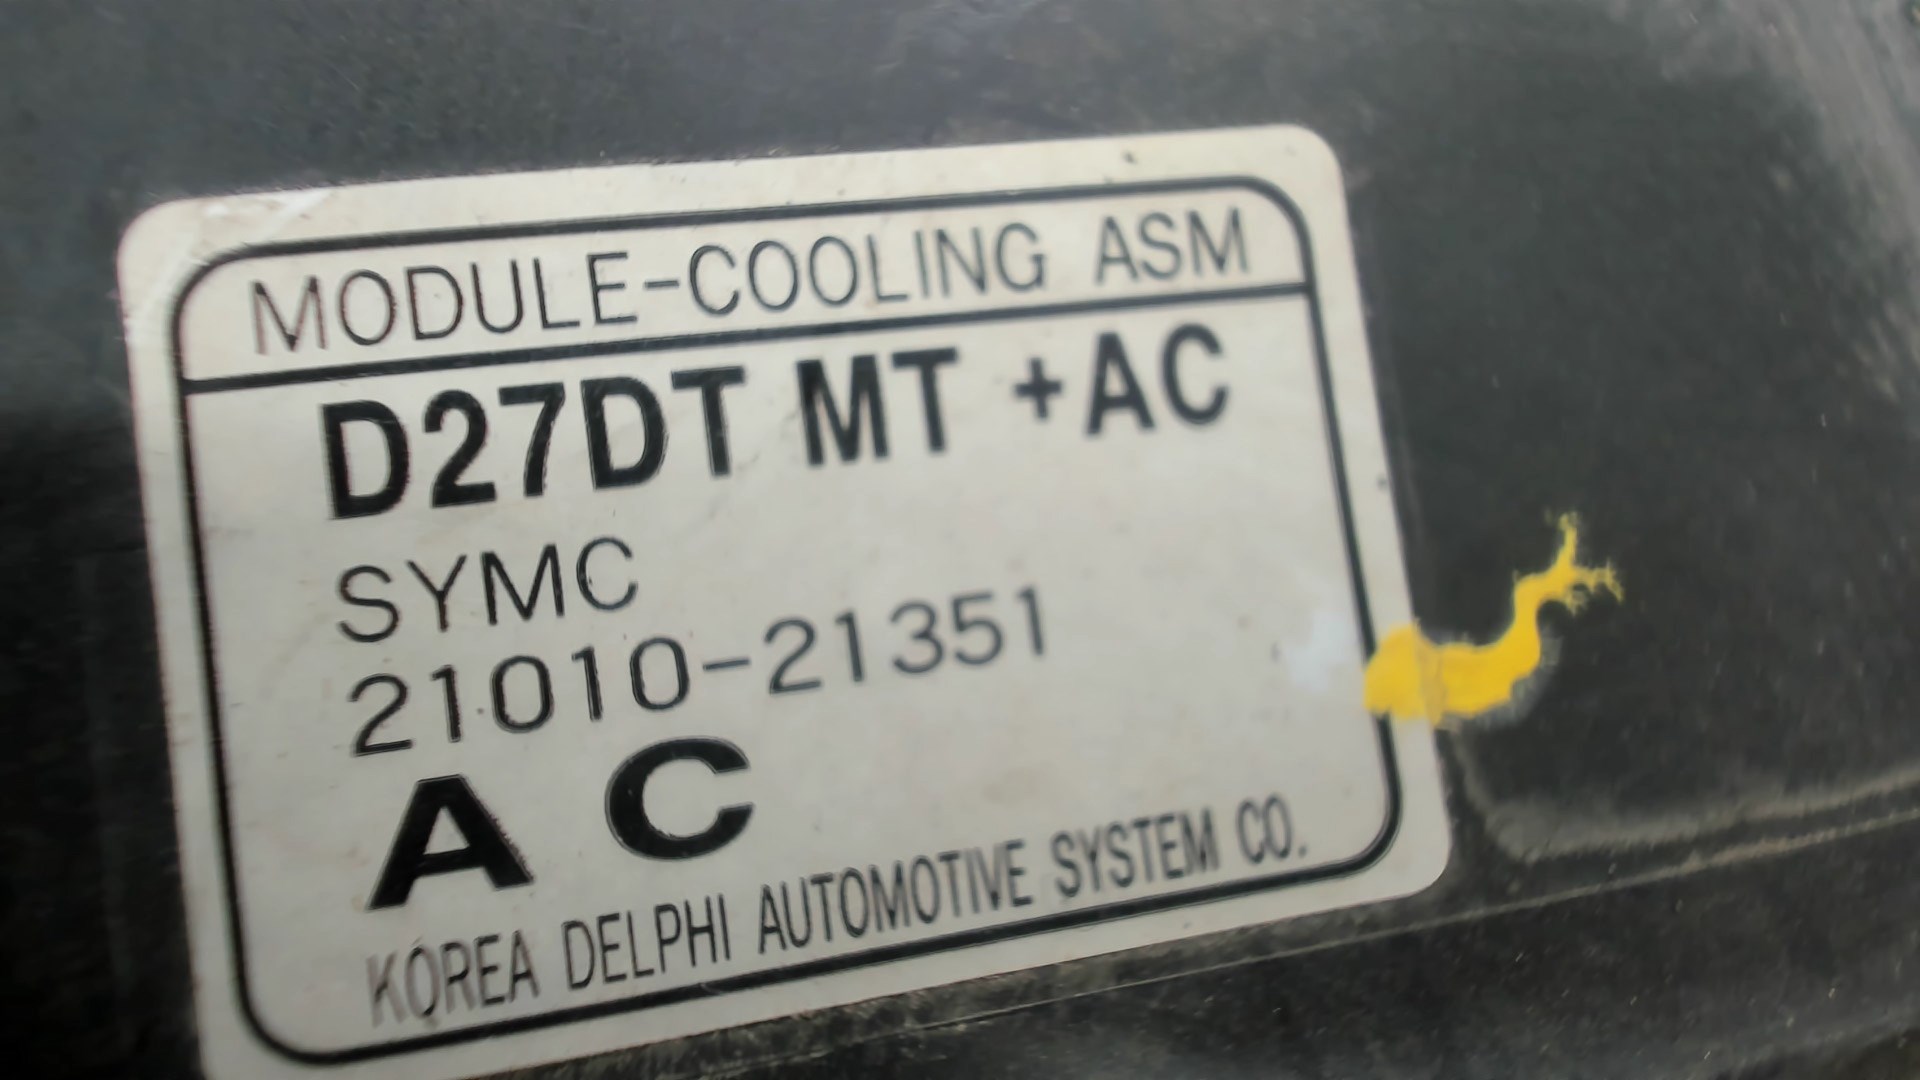 MODULE-COOLING ASM
D27DT MT +AC
SYMC
21010-21351
A C
KOREA DELPHI AUTOMOTIVE SYSTEM CO.